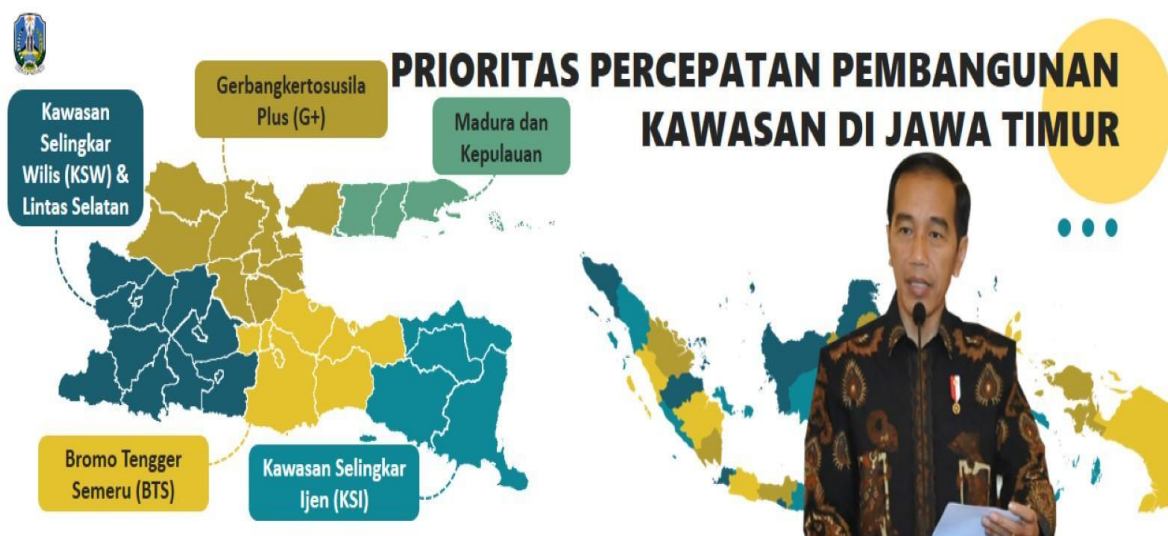 PRIORITAS PERCEPATAN PEMBANGUNAN
KAWASAN DI JAWA TIMUR
Gerbangkertosusila
Plus (G+)
Kawasan
Selingkar
Wilis (KSW) &
Lintas Selatan
Madura dan
Kepulauan
Bromo Tengger
Semeru (BTS)
Kawasan Selingkar
Ijen (KSI)